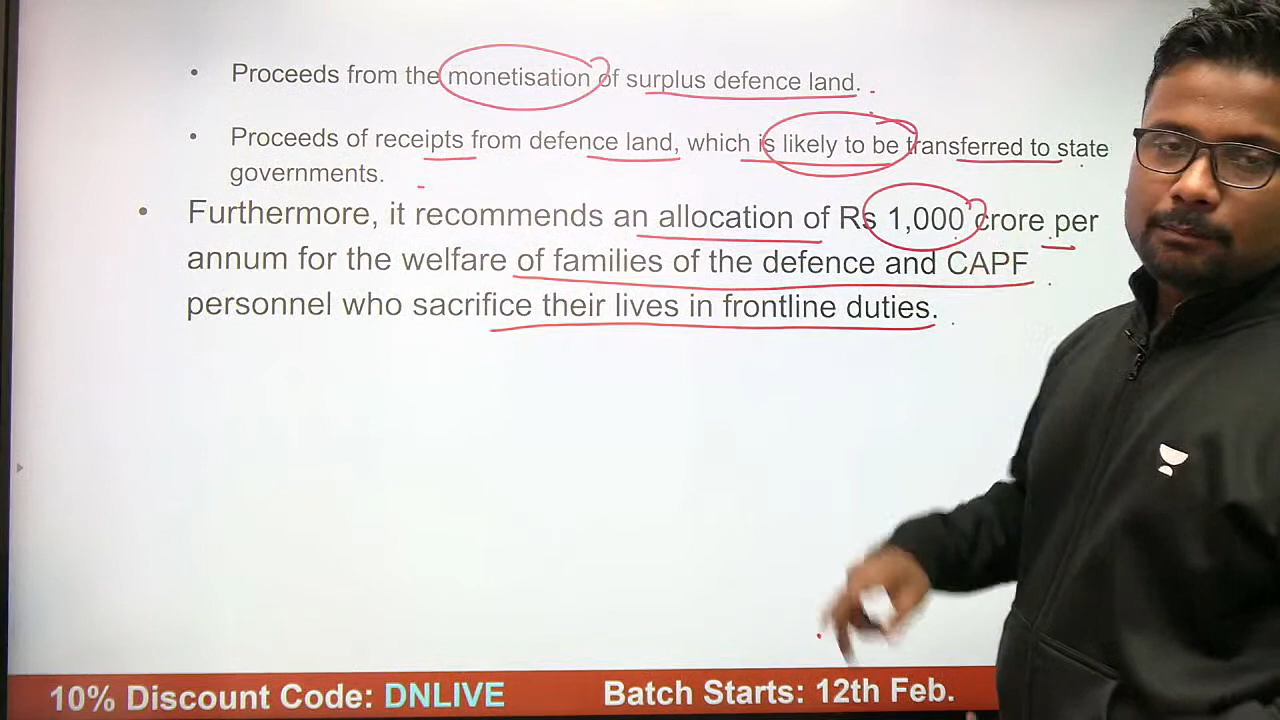 • Proceeds from the monetisation of surplus defence land.
• Proceeds of receipts from defence land, which is likely to be transferred to state
governments.
• Furthermore, it recommends an allocation of Rs 1,000 crore per
annum for the welfare of families of the defence and CAPF
personnel who sacrifice their lives in frontline duties.
10% Discount Code: DNLIVE
Batch Starts: 12th Feb.